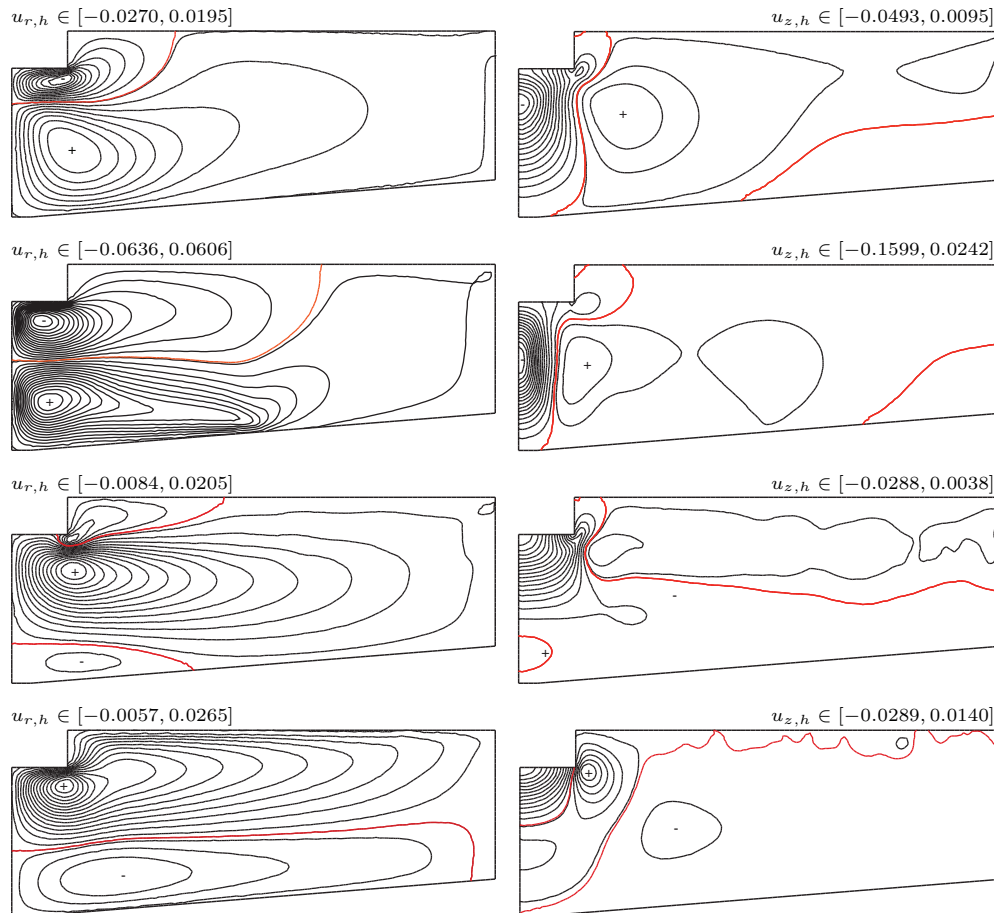 u_{r,h} ∈ [−0.0270, 0.0195]
u_{z,h} ∈ [−0.0493, 0.0095]
-
+
-
+
u_{r,h} ∈ [−0.0636, 0.0606]
u_{z,h} ∈ [−0.1599, 0.0242]
-
+
-
+
u_{r,h} ∈ [−0.0084, 0.0205]
u_{z,h} ∈ [−0.0288, 0.0038]
+
-
-
+
u_{r,h} ∈ [−0.0057, 0.0265]
u_{z,h} ∈ [−0.0289, 0.0140]
+
-
+
-